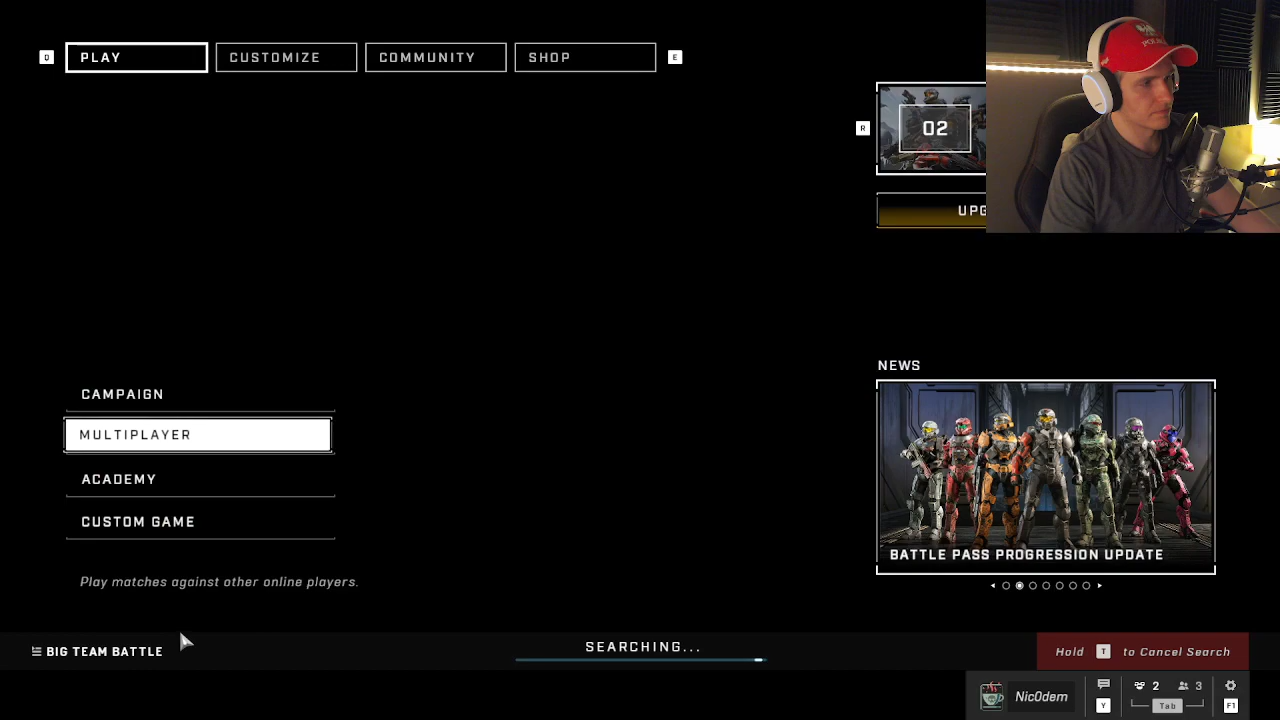 Q PLAY CUSTOMIZE COMMUNITY SHOP E
R 02
UPG
NEWS
CAMPAIGN
MULTIPLAYER
ACADEMY
CUSTOM GAME
BATTLE PASS PROGRESSION UPDATE
Play matches against other online players.
BIG TEAM BATTLE
SEARCHING...
Hold T to Cancel Search
Nic0dem
Y
2 3
Tab
F1